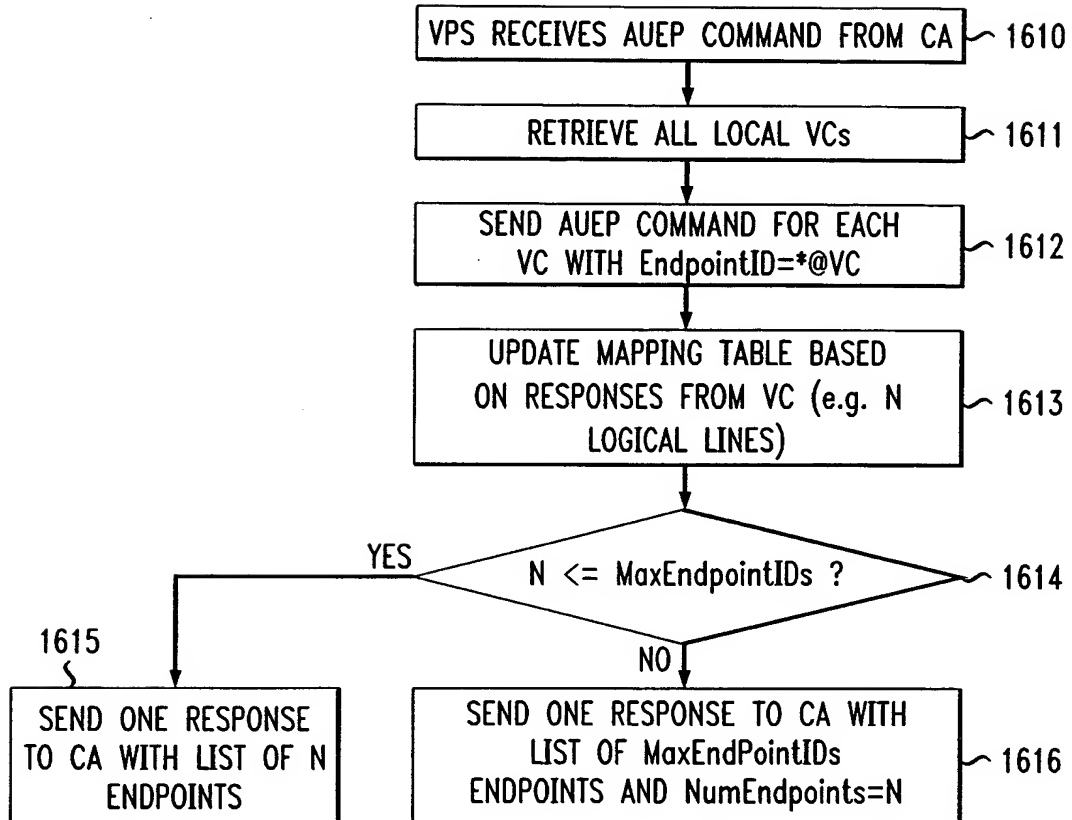 VPS RECEIVES AUEP COMMAND FROM CA
1610
RETRIEVE ALL LOCAL VCs
1611
SEND AUEP COMMAND FOR EACH
VC WITH EndpointID=*@VC
1612
UPDATE MAPPING TABLE BASED
ON RESPONSES FROM VC (e.g. N
LOGICAL LINES)
1613
YES
N <= MaxEndpointIDs ?
1614
NO
1615
SEND ONE RESPONSE
TO CA WITH LIST OF N
ENDPOINTS
SEND ONE RESPONSE TO CA WITH
LIST OF MaxEndPointIDs
ENDPOINTS AND NumEndpoints=N
1616